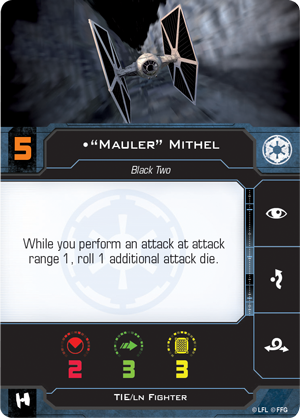 5
•“Mauler” Mithel
Black Two
While you perform an attack at attack
range 1, roll 1 additional attack die.
2 3 3
TIE/ln Fighter
© LFL © FFG